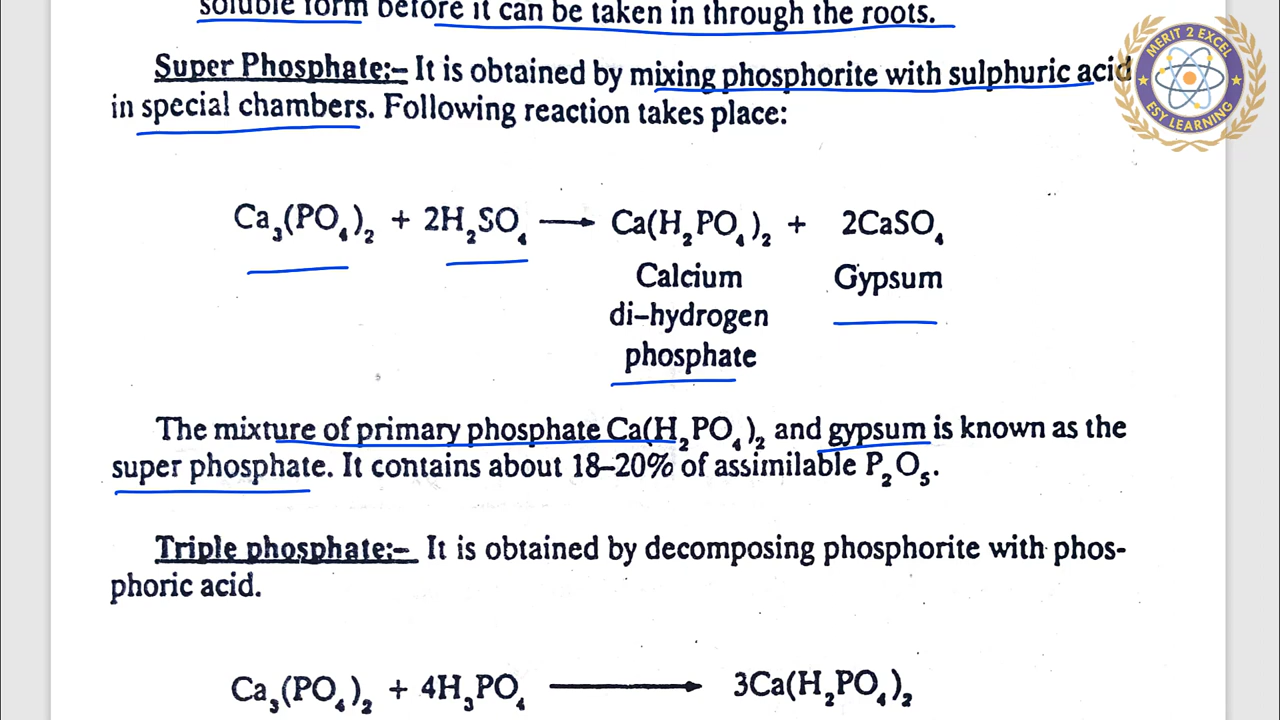 soluble form before it can be taken in through the roots.
Super Phosphate:– It is obtained by mixing phosphorite with sulphuric acid
in special chambers. Following reaction takes place:
MERIT 2 EXCEL
ESY LEARNING
Ca₃(PO₄)₂ + 2H₂SO₄ ⟶ Ca(H₂PO₄)₂ + 2CaSO₄
Calcium Gypsum
di–hydrogen
phosphate
The mixture of primary phosphate Ca(H₂PO₄)₂ and gypsum is known as the
super phosphate. It contains about 18–20% of assimilable P₂O₅.
Triple phosphate:– It is obtained by decomposing phosphorite with phos-
phoric acid.
Ca₃(PO₄)₂ + 4H₃PO₄ ⟶ 3Ca(H₂PO₄)₂